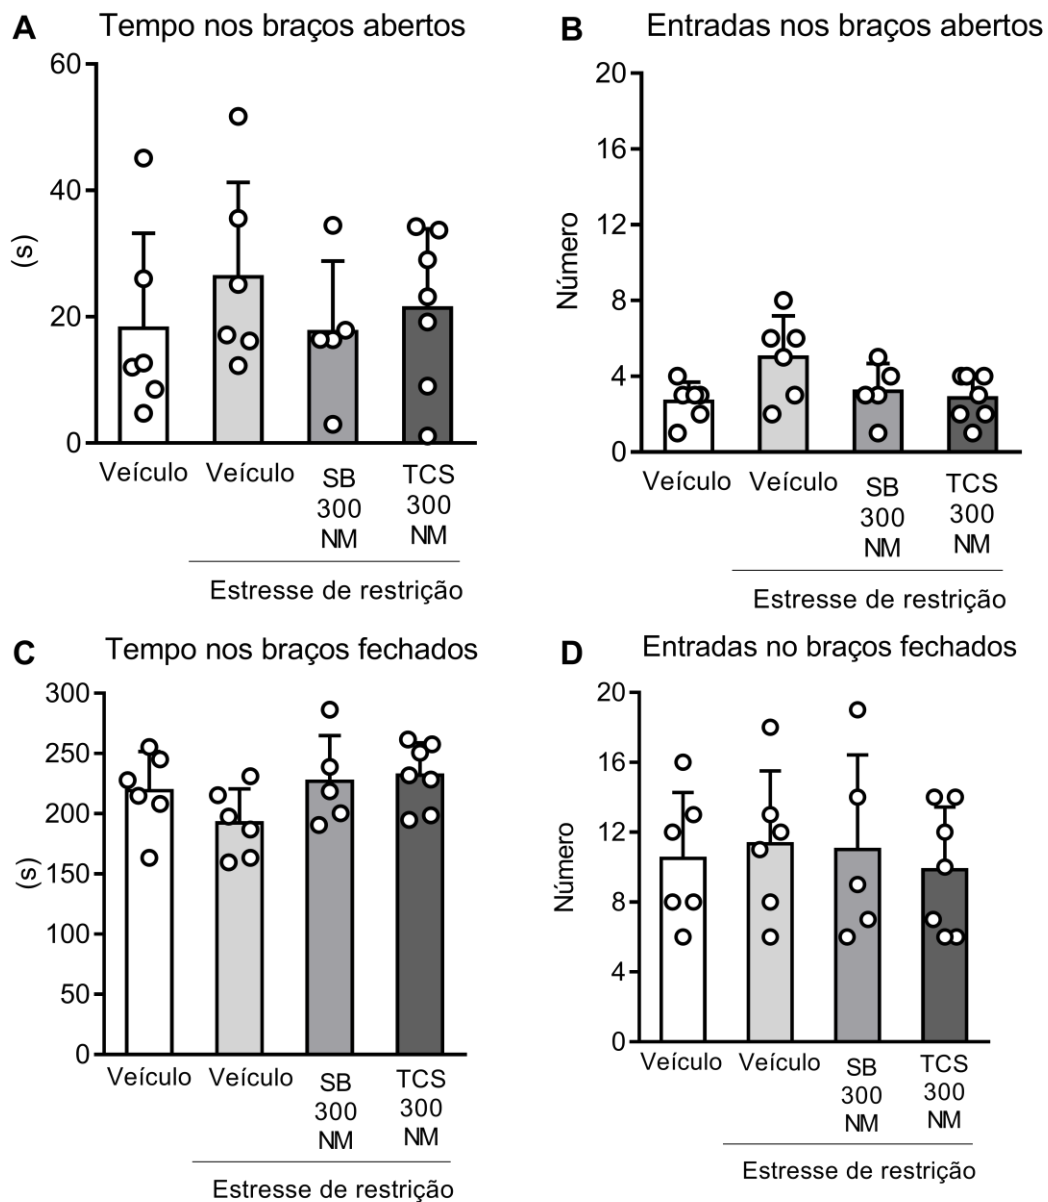 A Tempo nos braços abertos
(s)
60
40
20
0
Veículo Veículo SB 300 NM TCS 300 NM
Estresse de restrição
B Entradas nos braços abertos
Número
20
16
12
8
4
0
Veículo Veículo SB 300 NM TCS 300 NM
Estresse de restrição
C Tempo nos braços fechados
(s)
300
250
200
150
100
50
0
Veículo Veículo SB 300 NM TCS 300 NM
Estresse de restrição
D Entradas no braços fechados
Número
20
16
12
8
4
0
Veículo Veículo SB 300 NM TCS 300 NM
Estresse de restrição